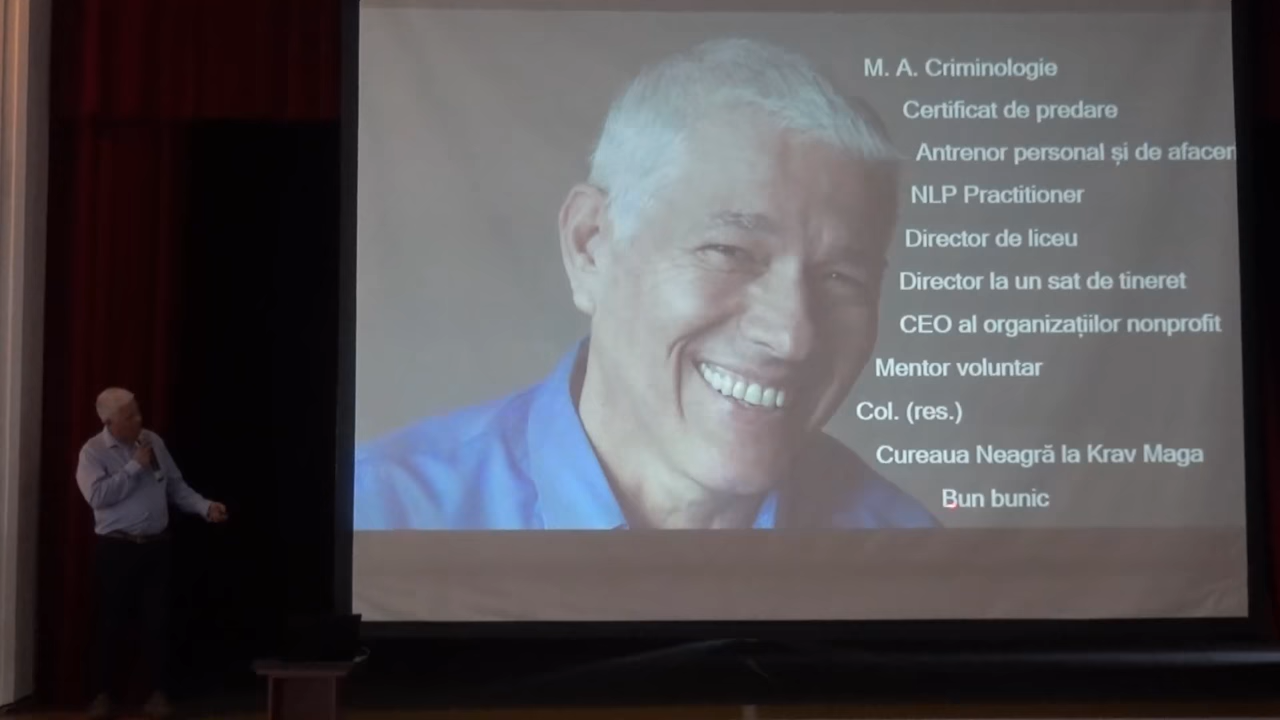 M. A. Criminologie
Certificat de predare
Antrenor personal și de afacer
NLP Practitioner
Director de liceu
Director la un sat de tineret
CEO al organizațiilor nonprofit
Mentor voluntar
Col. (res.)
Cureaua Neagră la Krav Maga
Bun bunic